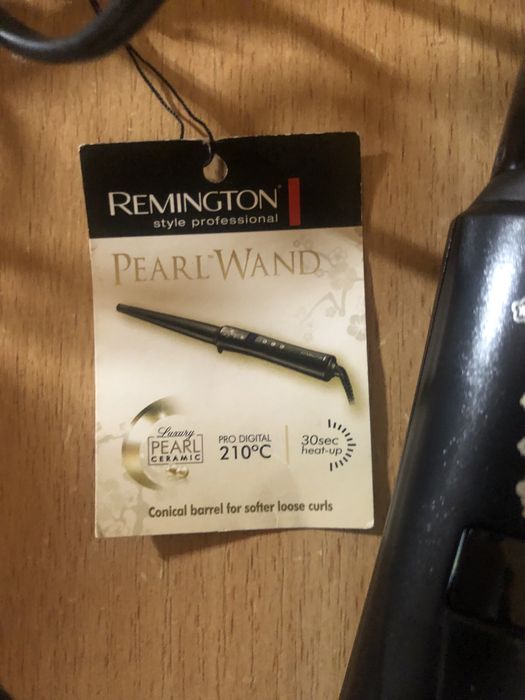 REMINGTON®
style professional
PEARL WAND
Luxury
PEARL
CERAMIC
PRO DIGITAL
210ºC
30sec
heat-up
Conical barrel for softer loose curls